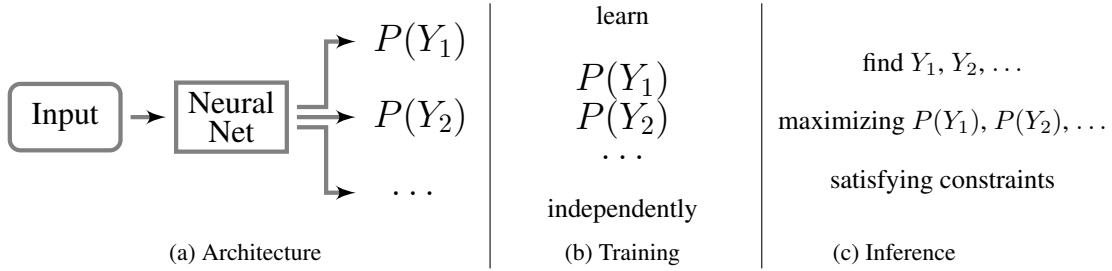 Input
Neural
Net
P(Y₁)
P(Y₂)
. . .
(a) Architecture
learn
P(Y₁)
P(Y₂)
. . .
independently
(b) Training
find Y₁, Y₂, . . .
maximizing P(Y₁), P(Y₂), . . .
satisfying constraints
(c) Inference